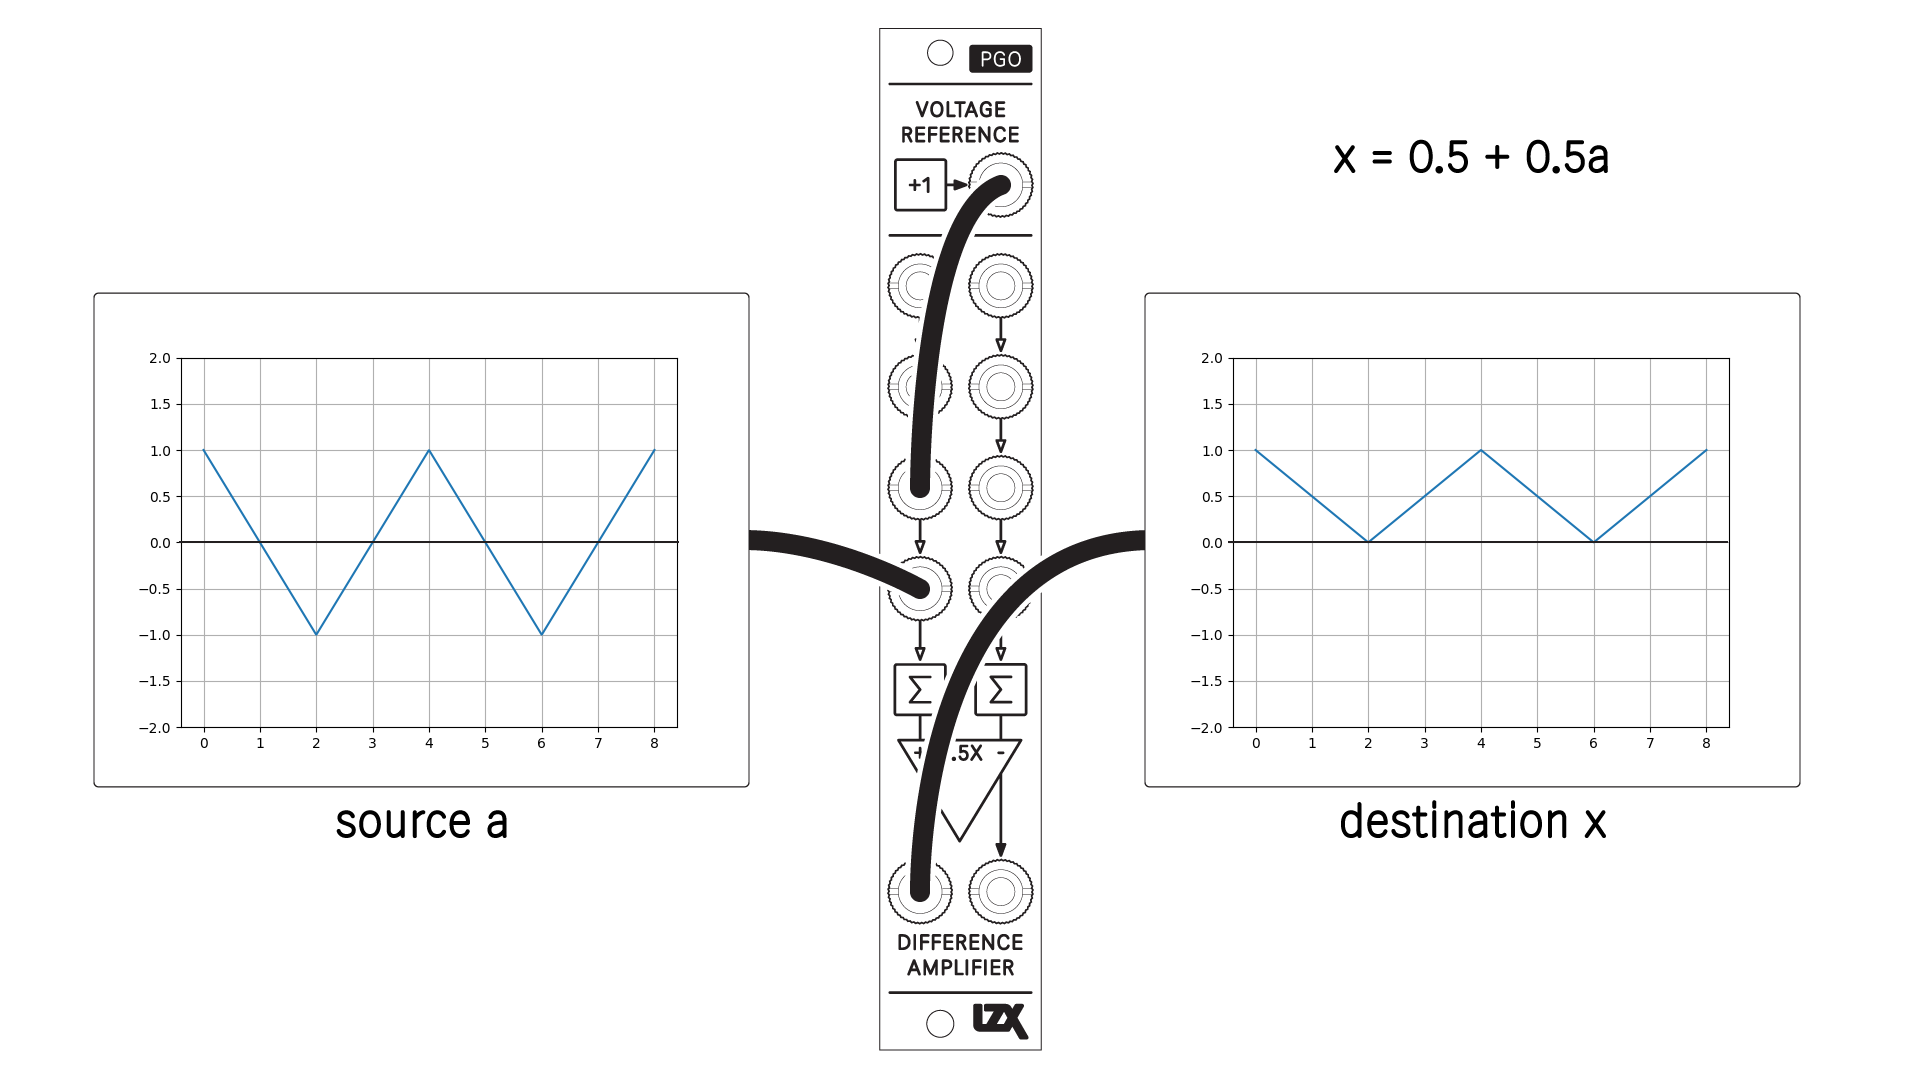 PGO
VOLTAGE
REFERENCE
+1
x = 0.5 + 0.5a
2.0
1.5
1.0
0.5
0.0
−0.5
−1.0
−1.5
−2.0
0 1 2 3 4 5 6 7 8
source a
2.0
1.5
1.0
0.5
0.0
−0.5
−1.0
−1.5
−2.0
0 1 2 3 4 5 6 7 8
destination x
Σ Σ
+ .5X -
DIFFERENCE
AMPLIFIER
LZX